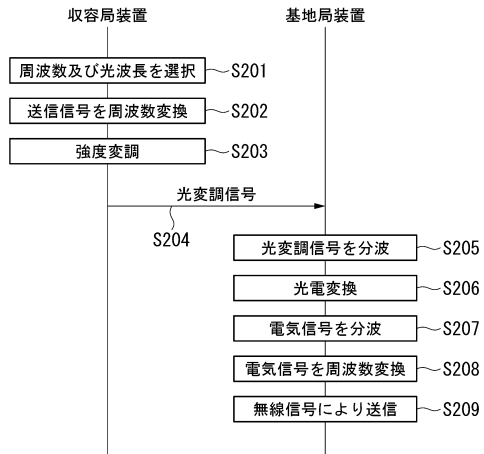 収容局装置
基地局装置
周波数及び光波長を選択 S201
送信信号を周波数変換 S202
強度変調 S203
光変調信号
S204
光変調信号を分波 S205
光電変換 S206
電気信号を分波 S207
電気信号を周波数変換 S208
無線信号により送信 S209